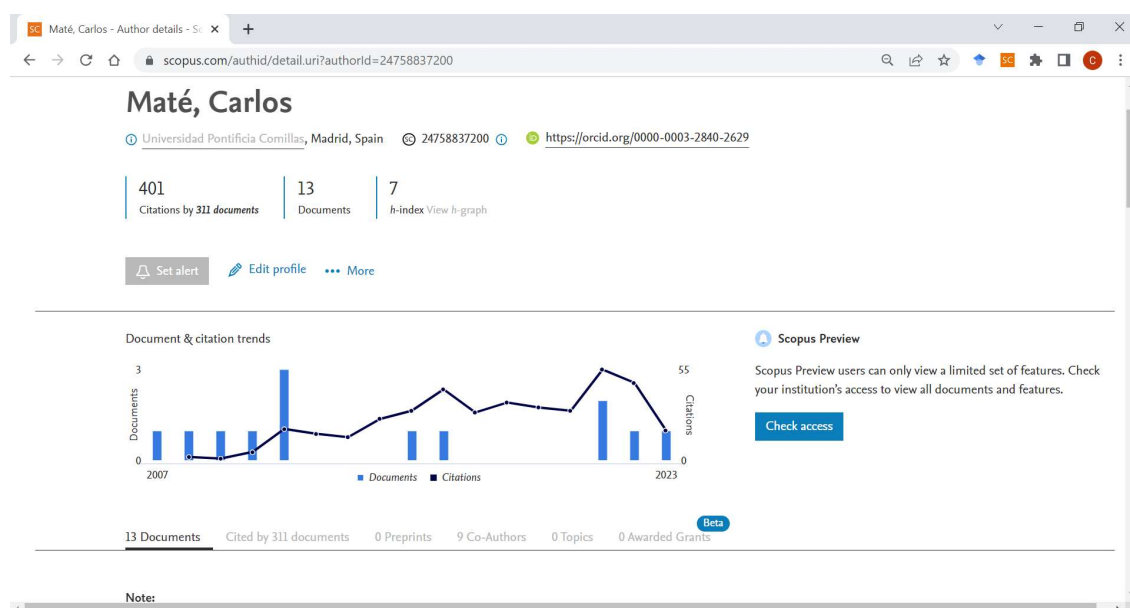 SC Maté, Carlos - Author details - Sc
scopus.com/authid/detail.uri?authorId=24758837200
SC
C
Maté, Carlos
Universidad Pontificia Comillas, Madrid, Spain SC 24758837200 iD https://orcid.org/0000-0003-2840-2629
401 13 7
Citations by 311 documents Documents h-index View h-graph
Set alert Edit profile More
Document & citation trends
3 55
Documents
Citations
0 0
2007 2023
Documents Citations
Scopus Preview
Scopus Preview users can only view a limited set of features. Check
your institution's access to view all documents and features.
Check access
Beta
13 Documents Cited by 311 documents 0 Preprints 9 Co-Authors 0 Topics 0 Awarded Grants
Note: